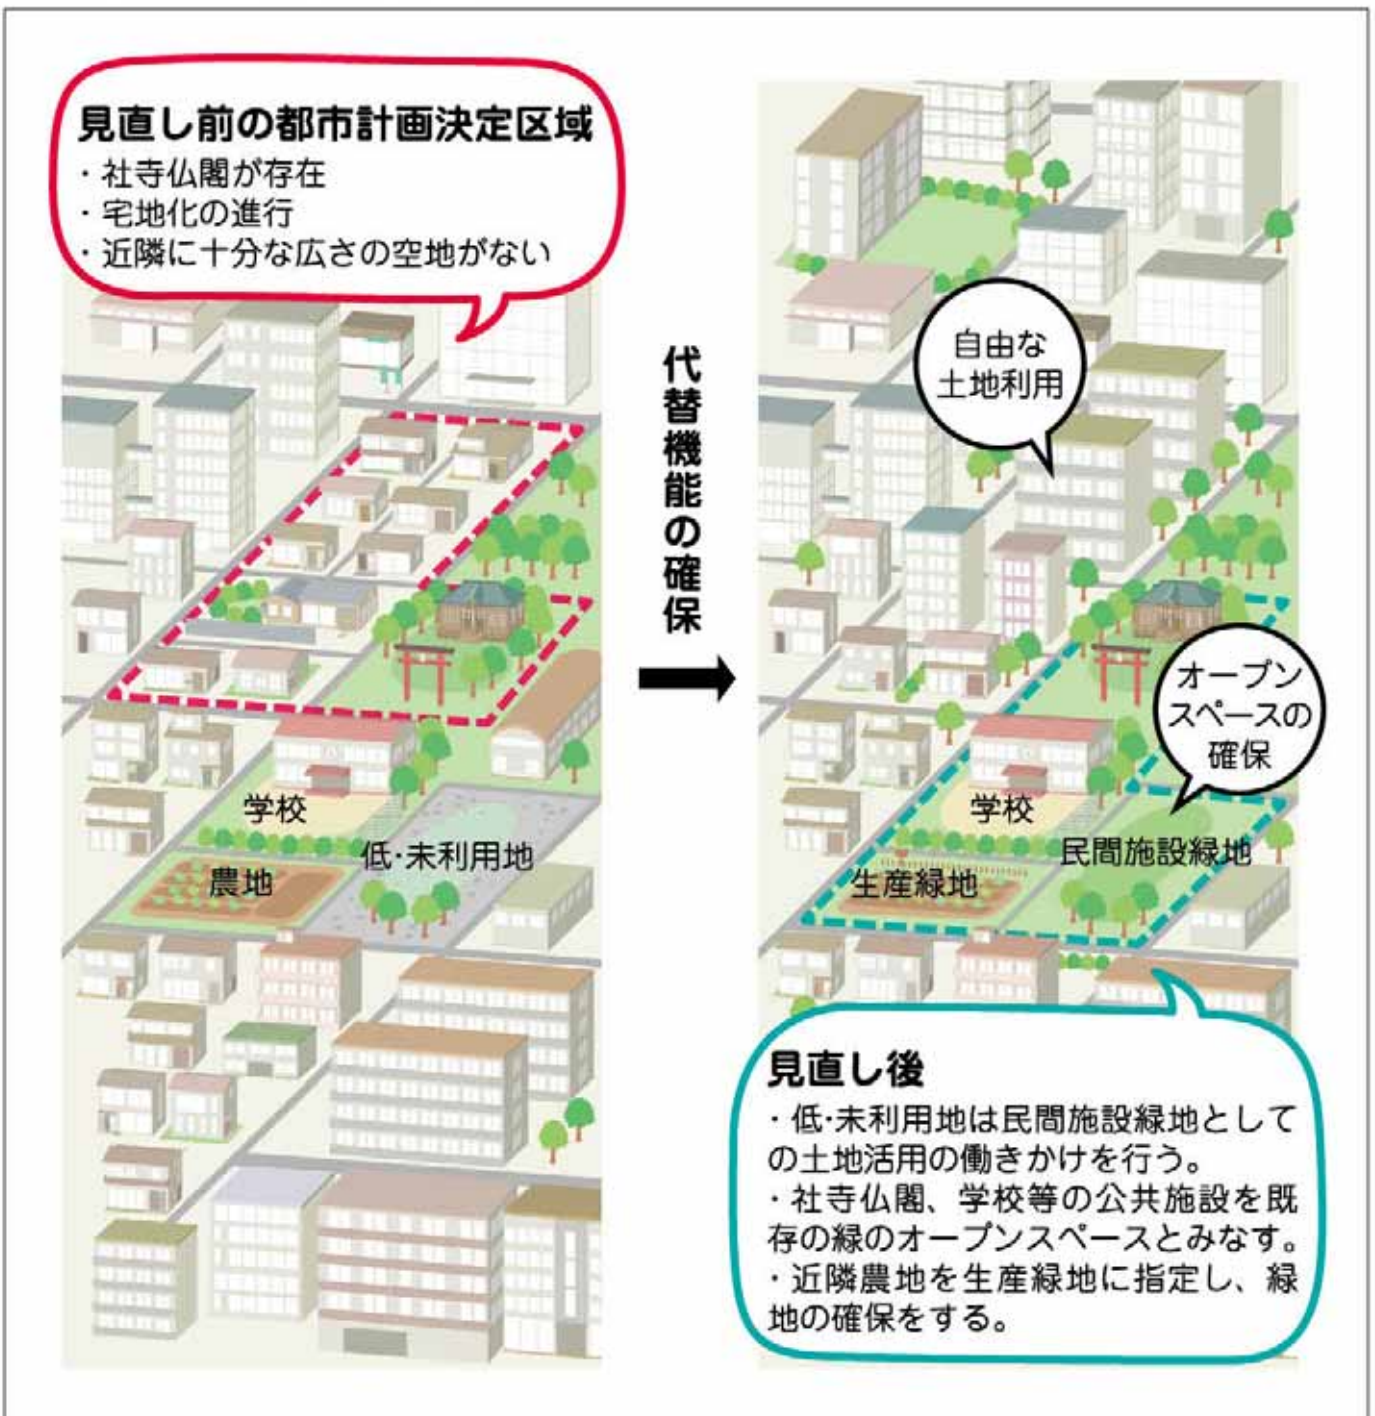 見直し前の都市計画決定区域
・社寺仏閣が存在
・宅地化の進行
・近隣に十分な広さの空地がない
学校
低・未利用地
農地
代替機能の確保
自由な
土地利用
オープン
スペースの
確保
学校
民間施設緑地
生産緑地
見直し後
・低・未利用地は民間施設緑地として
の土地活用の働きかけを行う。
・社寺仏閣、学校等の公共施設を既
存の緑のオープンスペースとみなす。
・近隣農地を生産緑地に指定し、緑
地の確保をする。